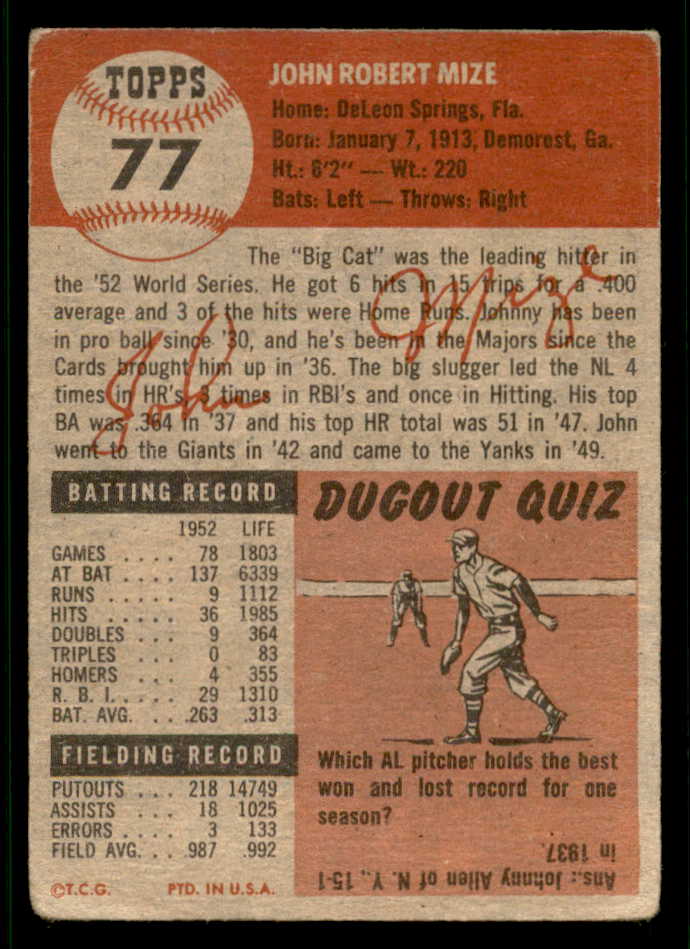 TOPPS
77
JOHN ROBERT MIZE
Home: DeLeon Springs, Fla.
Born: January 7, 1913, Demorest, Ga.
Ht.: 6'2" — Wt.: 220
Bats: Left — Throws: Right
The "Big Cat" was the leading hitter in
the '52 World Series. He got 6 hits in 15 trips for a .400
average and 3 of the hits were Home Runs. Johnny has been
in pro ball since '30, and he's been in the Majors since the
Cards brought him up in '36. The big slugger led the NL 4
times in HR's, 3 times in RBI's and once in Hitting. His top
BA was .364 in '37 and his top HR total was 51 in '47. John
went to the Giants in '42 and came to the Yanks in '49.
John Mize
BATTING RECORD
1952 LIFE
GAMES .... 78 1803
AT BAT .... 137 6339
RUNS .... 9 1112
HITS .... 36 1985
DOUBLES ... 9 364
TRIPLES ... 0 83
HOMERS ... 4 355
R. B. I. .... 29 1310
BAT. AVG. ... .263 .313
FIELDING RECORD
PUTOUTS ... 218 14749
ASSISTS ... 18 1025
ERRORS ... 3 133
FIELD AVG. .. .987 .992
©T.C.G. PTD. IN U.S.A.
DUGOUT QUIZ
Which AL pitcher holds the best
won and lost record for one
season?
Ans.: Johnny Allen of N. Y., 15-1
in 1937.